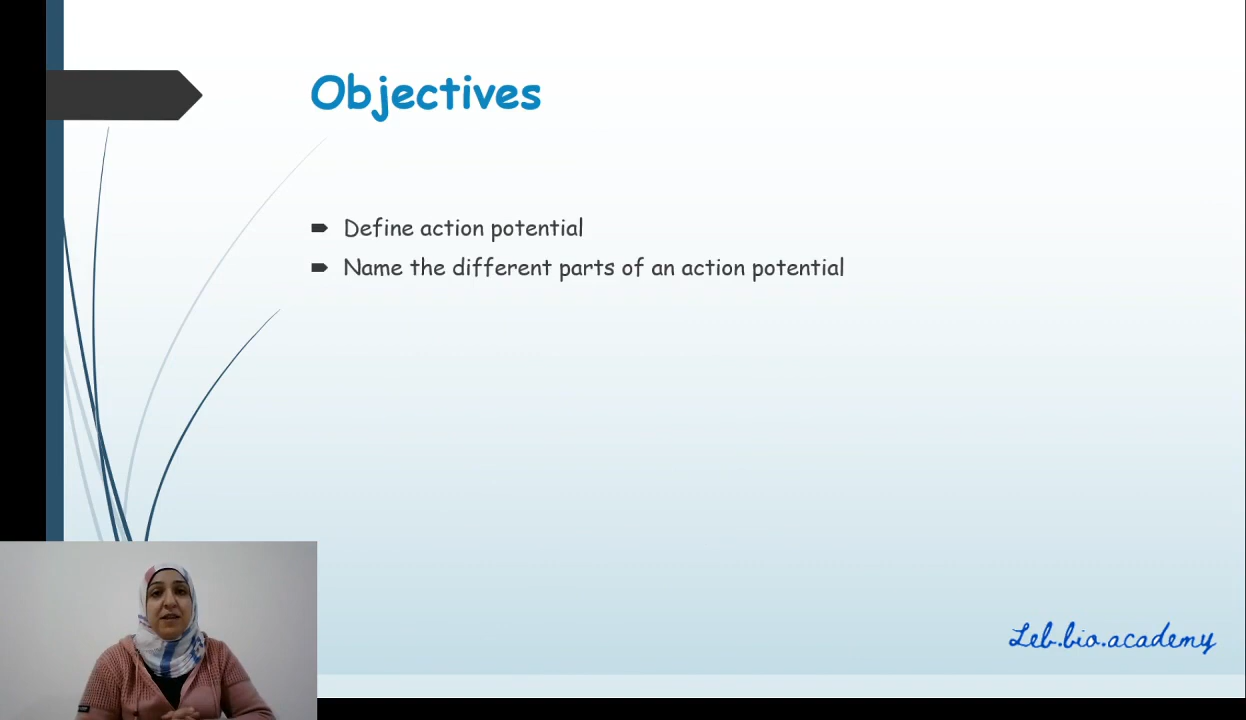 Objectives
Define action potential
Name the different parts of an action potential
Leb.bio.academy